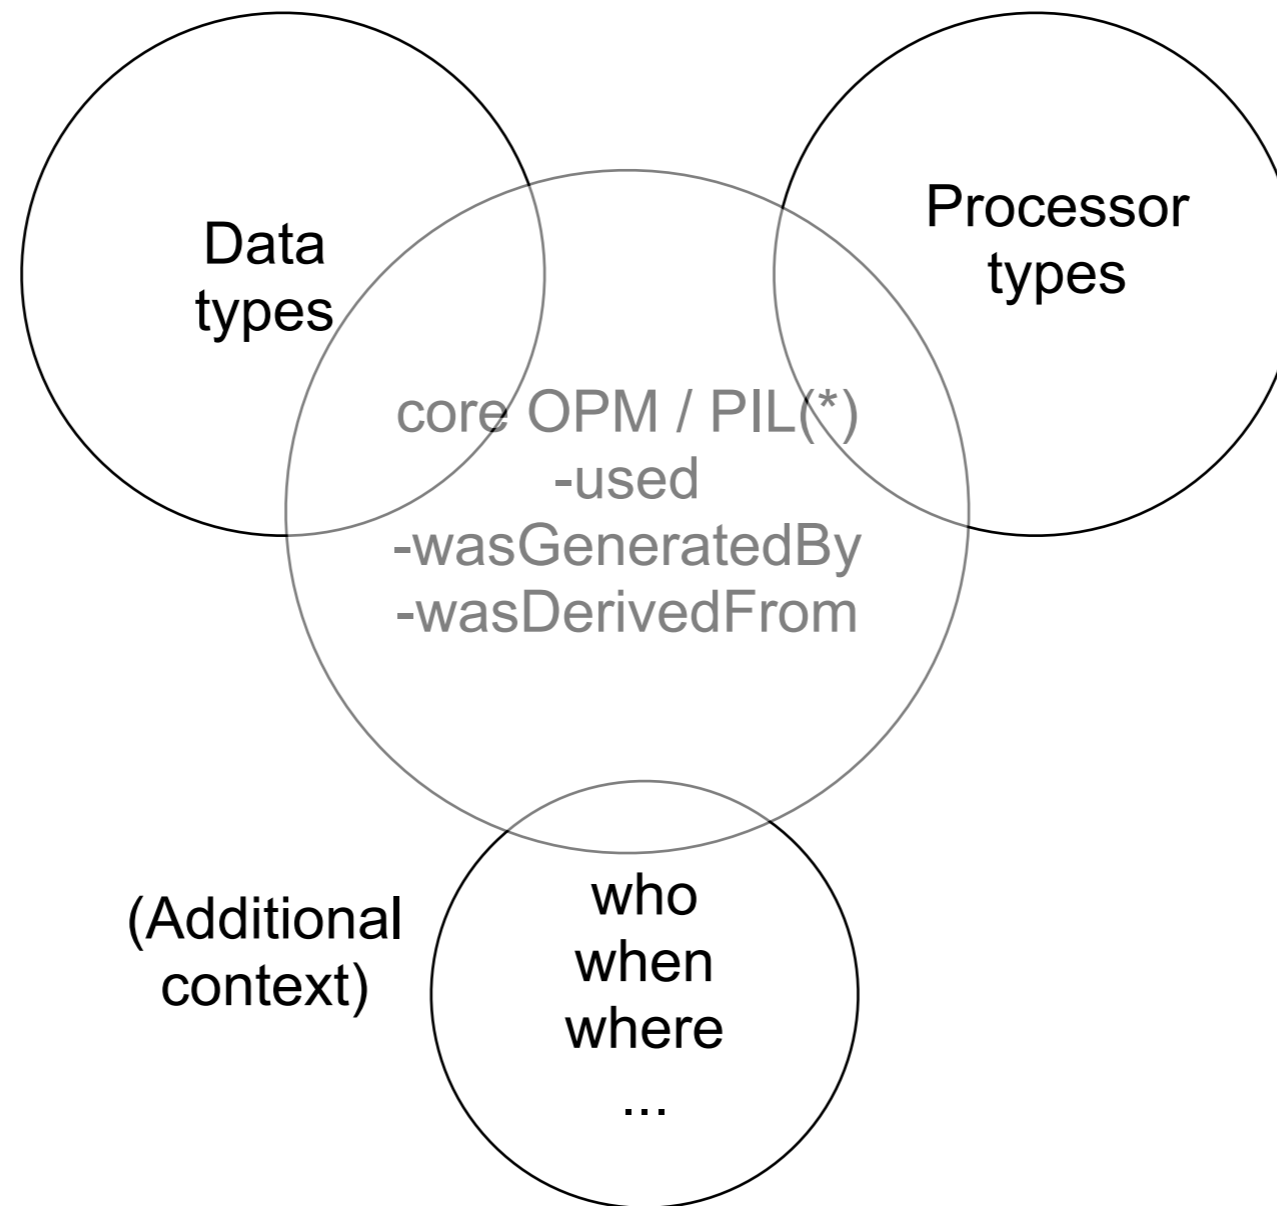 Data
types
Processor
types
core OPM / PIL(*)
-used
-wasGeneratedBy
-wasDerivedFrom
(Additional
context)
who
when
where
...